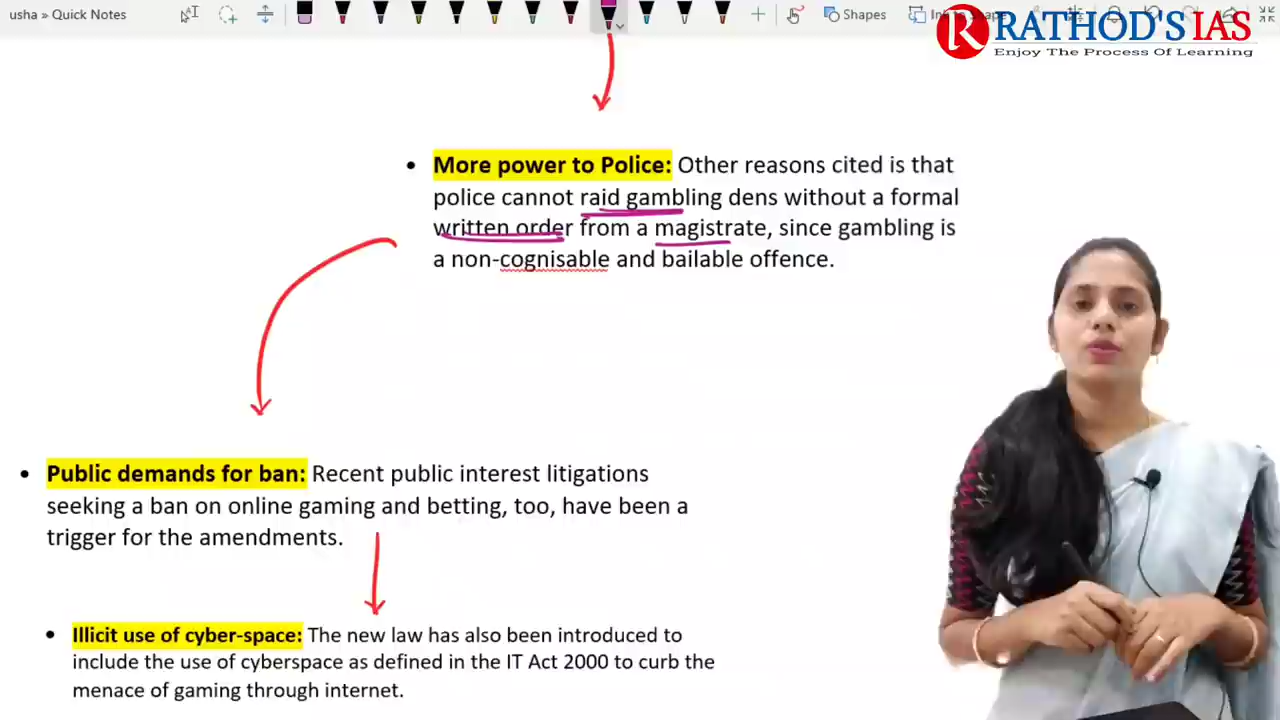 usha » Quick Notes
Shapes
RATHOD'S IAS
Enjoy The Process Of Learning
• More power to Police: Other reasons cited is that
police cannot raid gambling dens without a formal
written order from a magistrate, since gambling is
a non-cognisable and bailable offence.
• Public demands for ban: Recent public interest litigations
seeking a ban on online gaming and betting, too, have been a
trigger for the amendments.
• Illicit use of cyber-space: The new law has also been introduced to
include the use of cyberspace as defined in the IT Act 2000 to curb the
menace of gaming through internet.